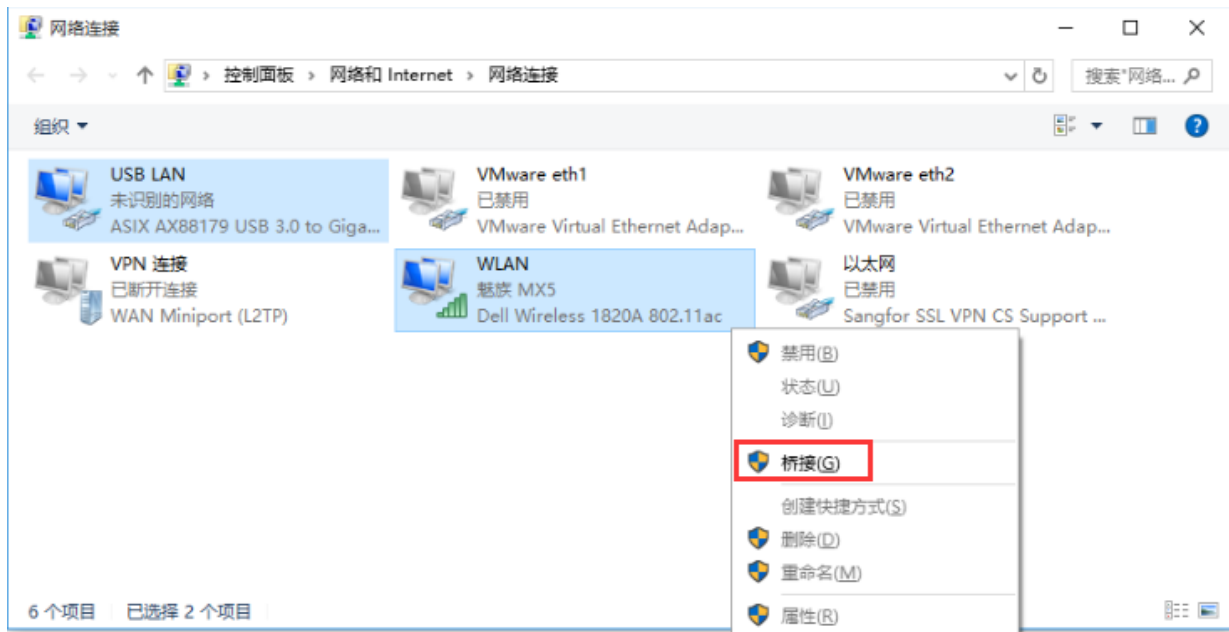 网络连接
控制面板 › 网络和 Internet › 网络连接
搜索"网络...
组织
USB LAN
未识别的网络
ASIX AX88179 USB 3.0 to Giga...
VMware eth1
已禁用
VMware Virtual Ethernet Adap...
VMware eth2
已禁用
VMware Virtual Ethernet Adap...
VPN 连接
已断开连接
WAN Miniport (L2TP)
WLAN
魅族 MX5
Dell Wireless 1820A 802.11ac
以太网
已禁用
Sangfor SSL VPN CS Support ...
禁用(B)
状态(U)
诊断(I)
桥接(G)
创建快捷方式(S)
删除(D)
重命名(M)
属性(R)
6 个项目 已选择 2 个项目